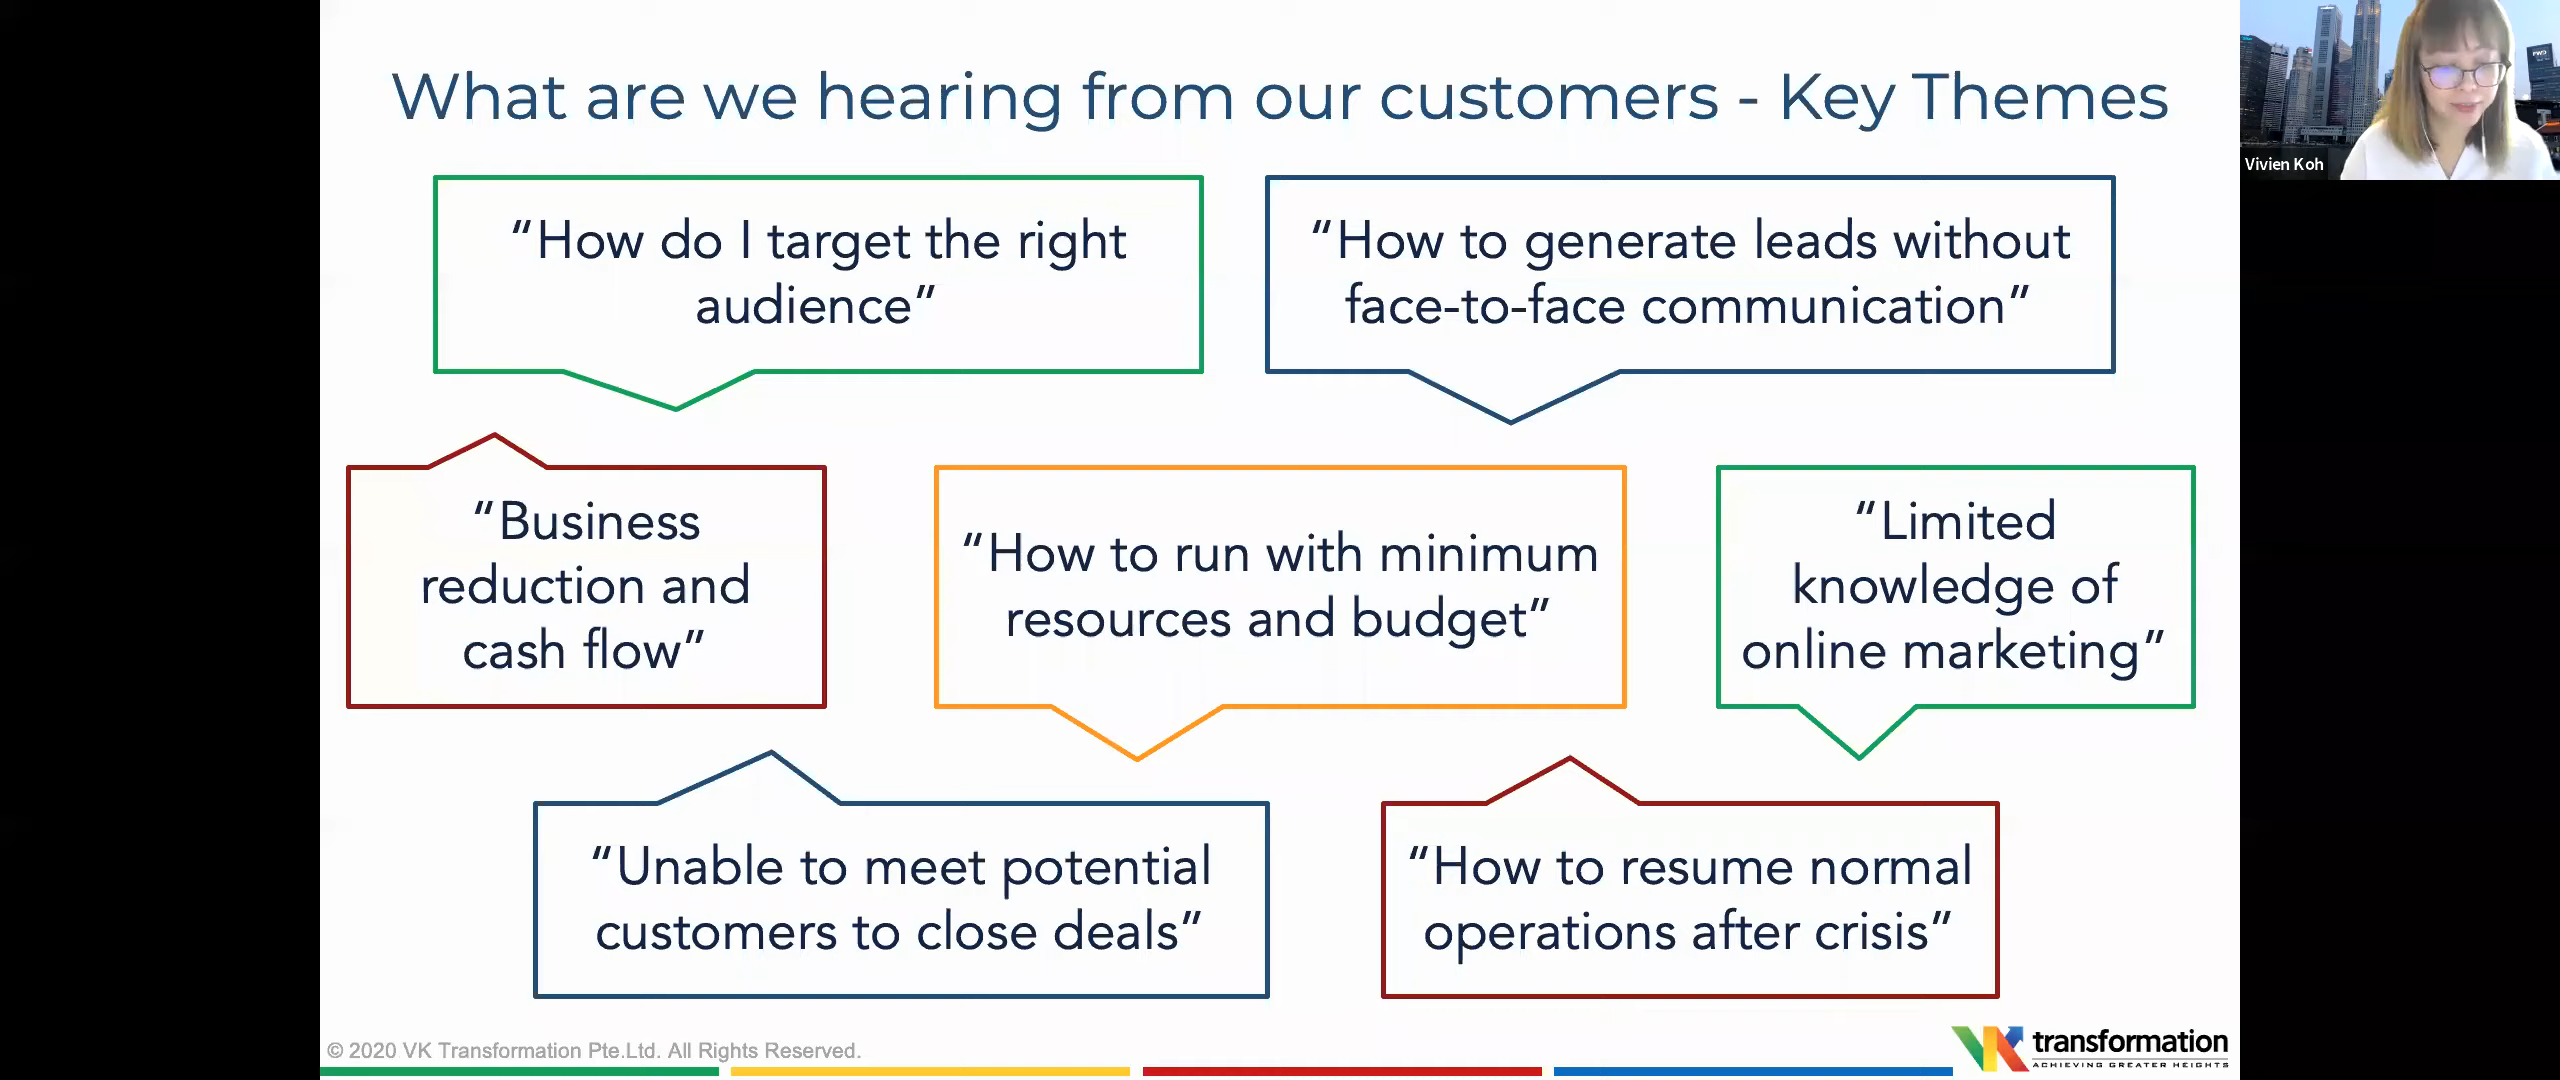 What are we hearing from our customers - Key Themes
Vivien Koh
“How do I target the right
audience”
“How to generate leads without
face-to-face communication”
“Business
reduction and
cash flow”
“How to run with minimum
resources and budget”
“Limited
knowledge of
online marketing”
“Unable to meet potential
customers to close deals”
“How to resume normal
operations after crisis”
© 2020 VK Transformation Pte.Ltd. All Rights Reserved.
VK transformation
ACHIEVING GREATER HEIGHTS